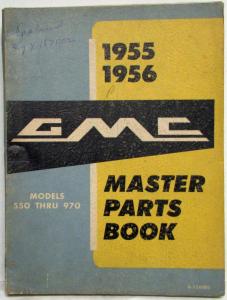 1955
1956
GMC
MODELS
550 THRU 970
MASTER
PARTS
BOOK